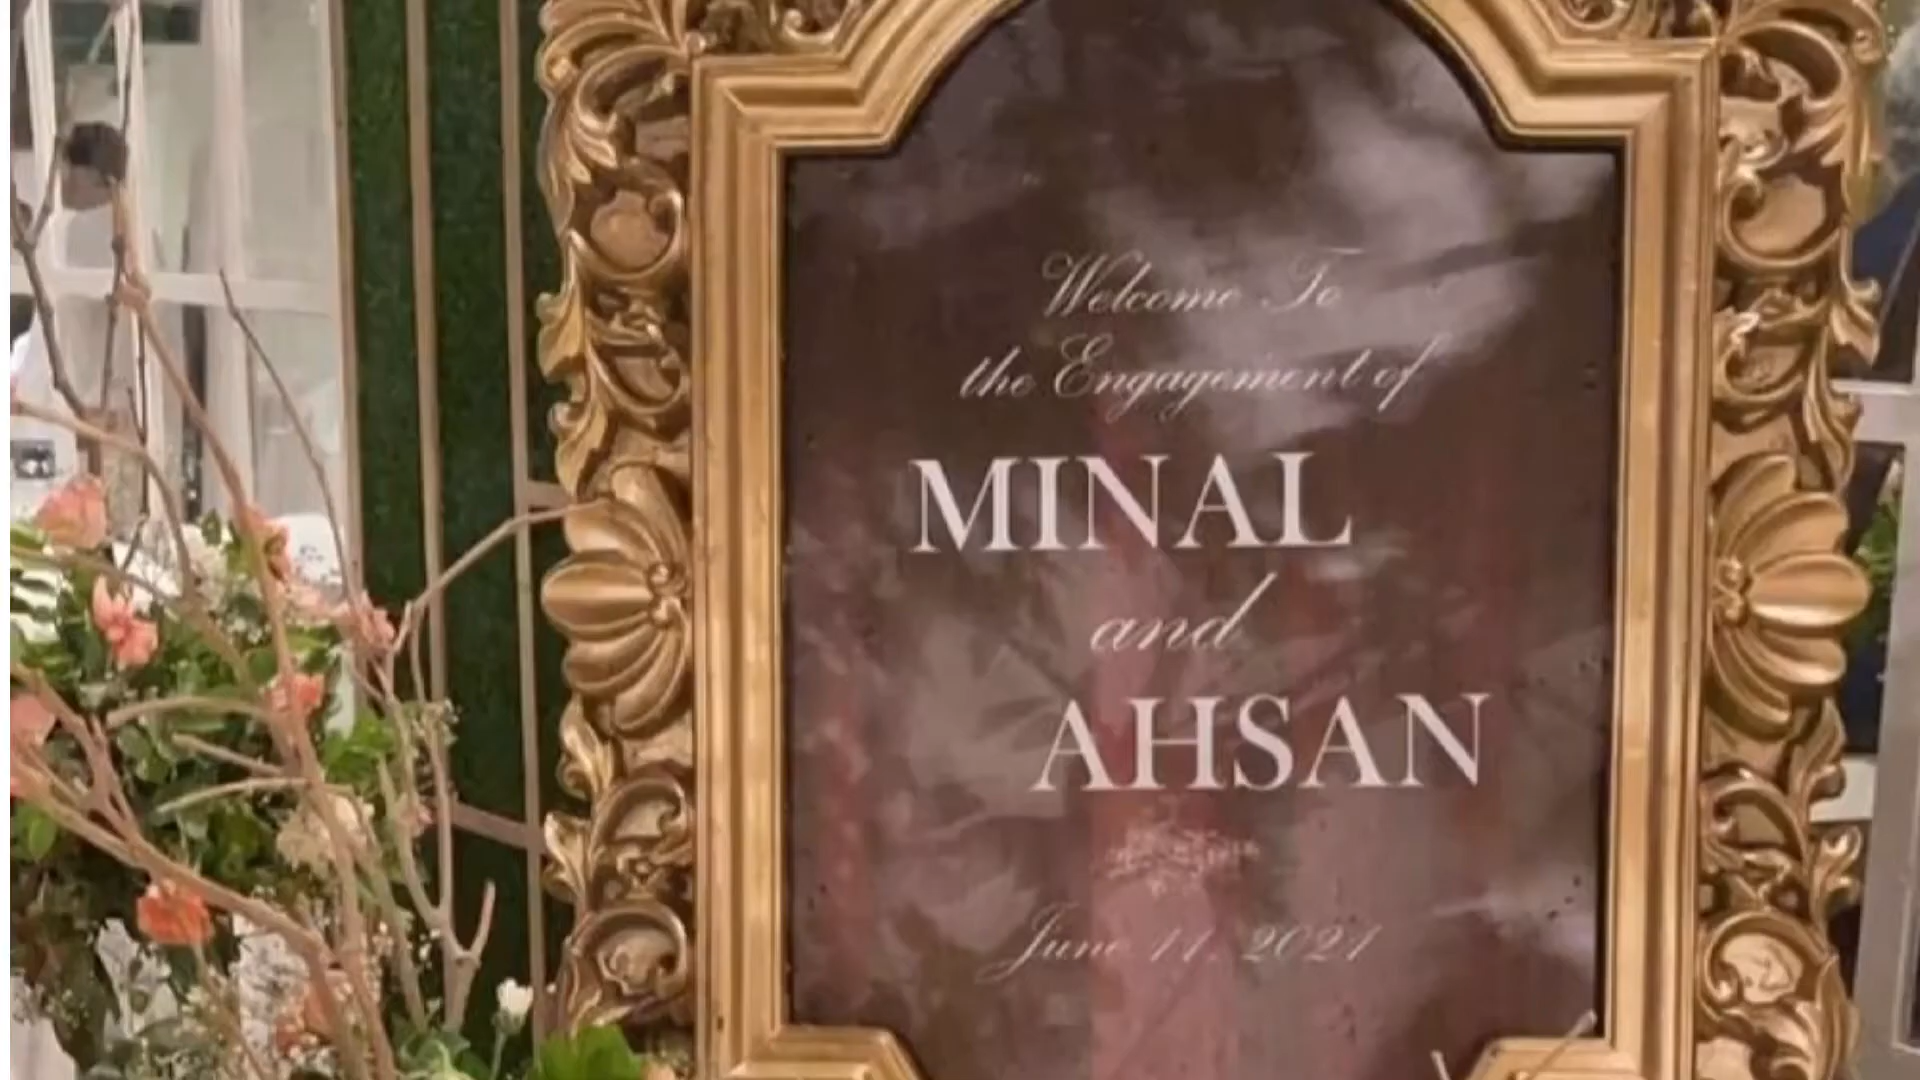 Welcome To
the Engagement of
MINAL
and
AHSAN
June 11, 2021